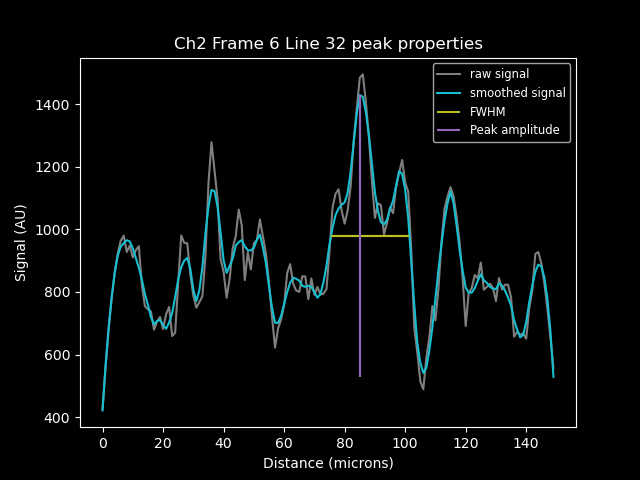 Ch2 Frame 6 Line 32 peak properties
raw signal
smoothed signal
FWHM
Peak amplitude
Signal (AU)
1400
1200
1000
800
600
400
0 20 40 60 80 100 120 140
Distance (microns)